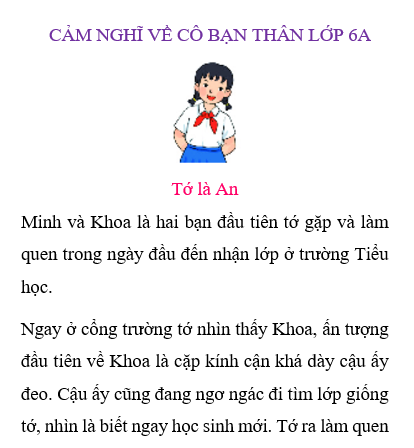 CẢM NGHĨ VỀ CÔ BẠN THÂN LỚP 6A
Tớ là An
Minh và Khoa là hai bạn đầu tiên tớ gặp và làm
quen trong ngày đầu đến nhận lớp ở trường Tiểu
học.
Ngay ở cổng trường tớ nhìn thấy Khoa, ấn tượng
đầu tiên về Khoa là cặp kính cận khá dày cậu ấy
đeo. Cậu ấy cũng đang ngơ ngác đi tìm lớp giống
tớ, nhìn là biết ngay học sinh mới. Tớ ra làm quen